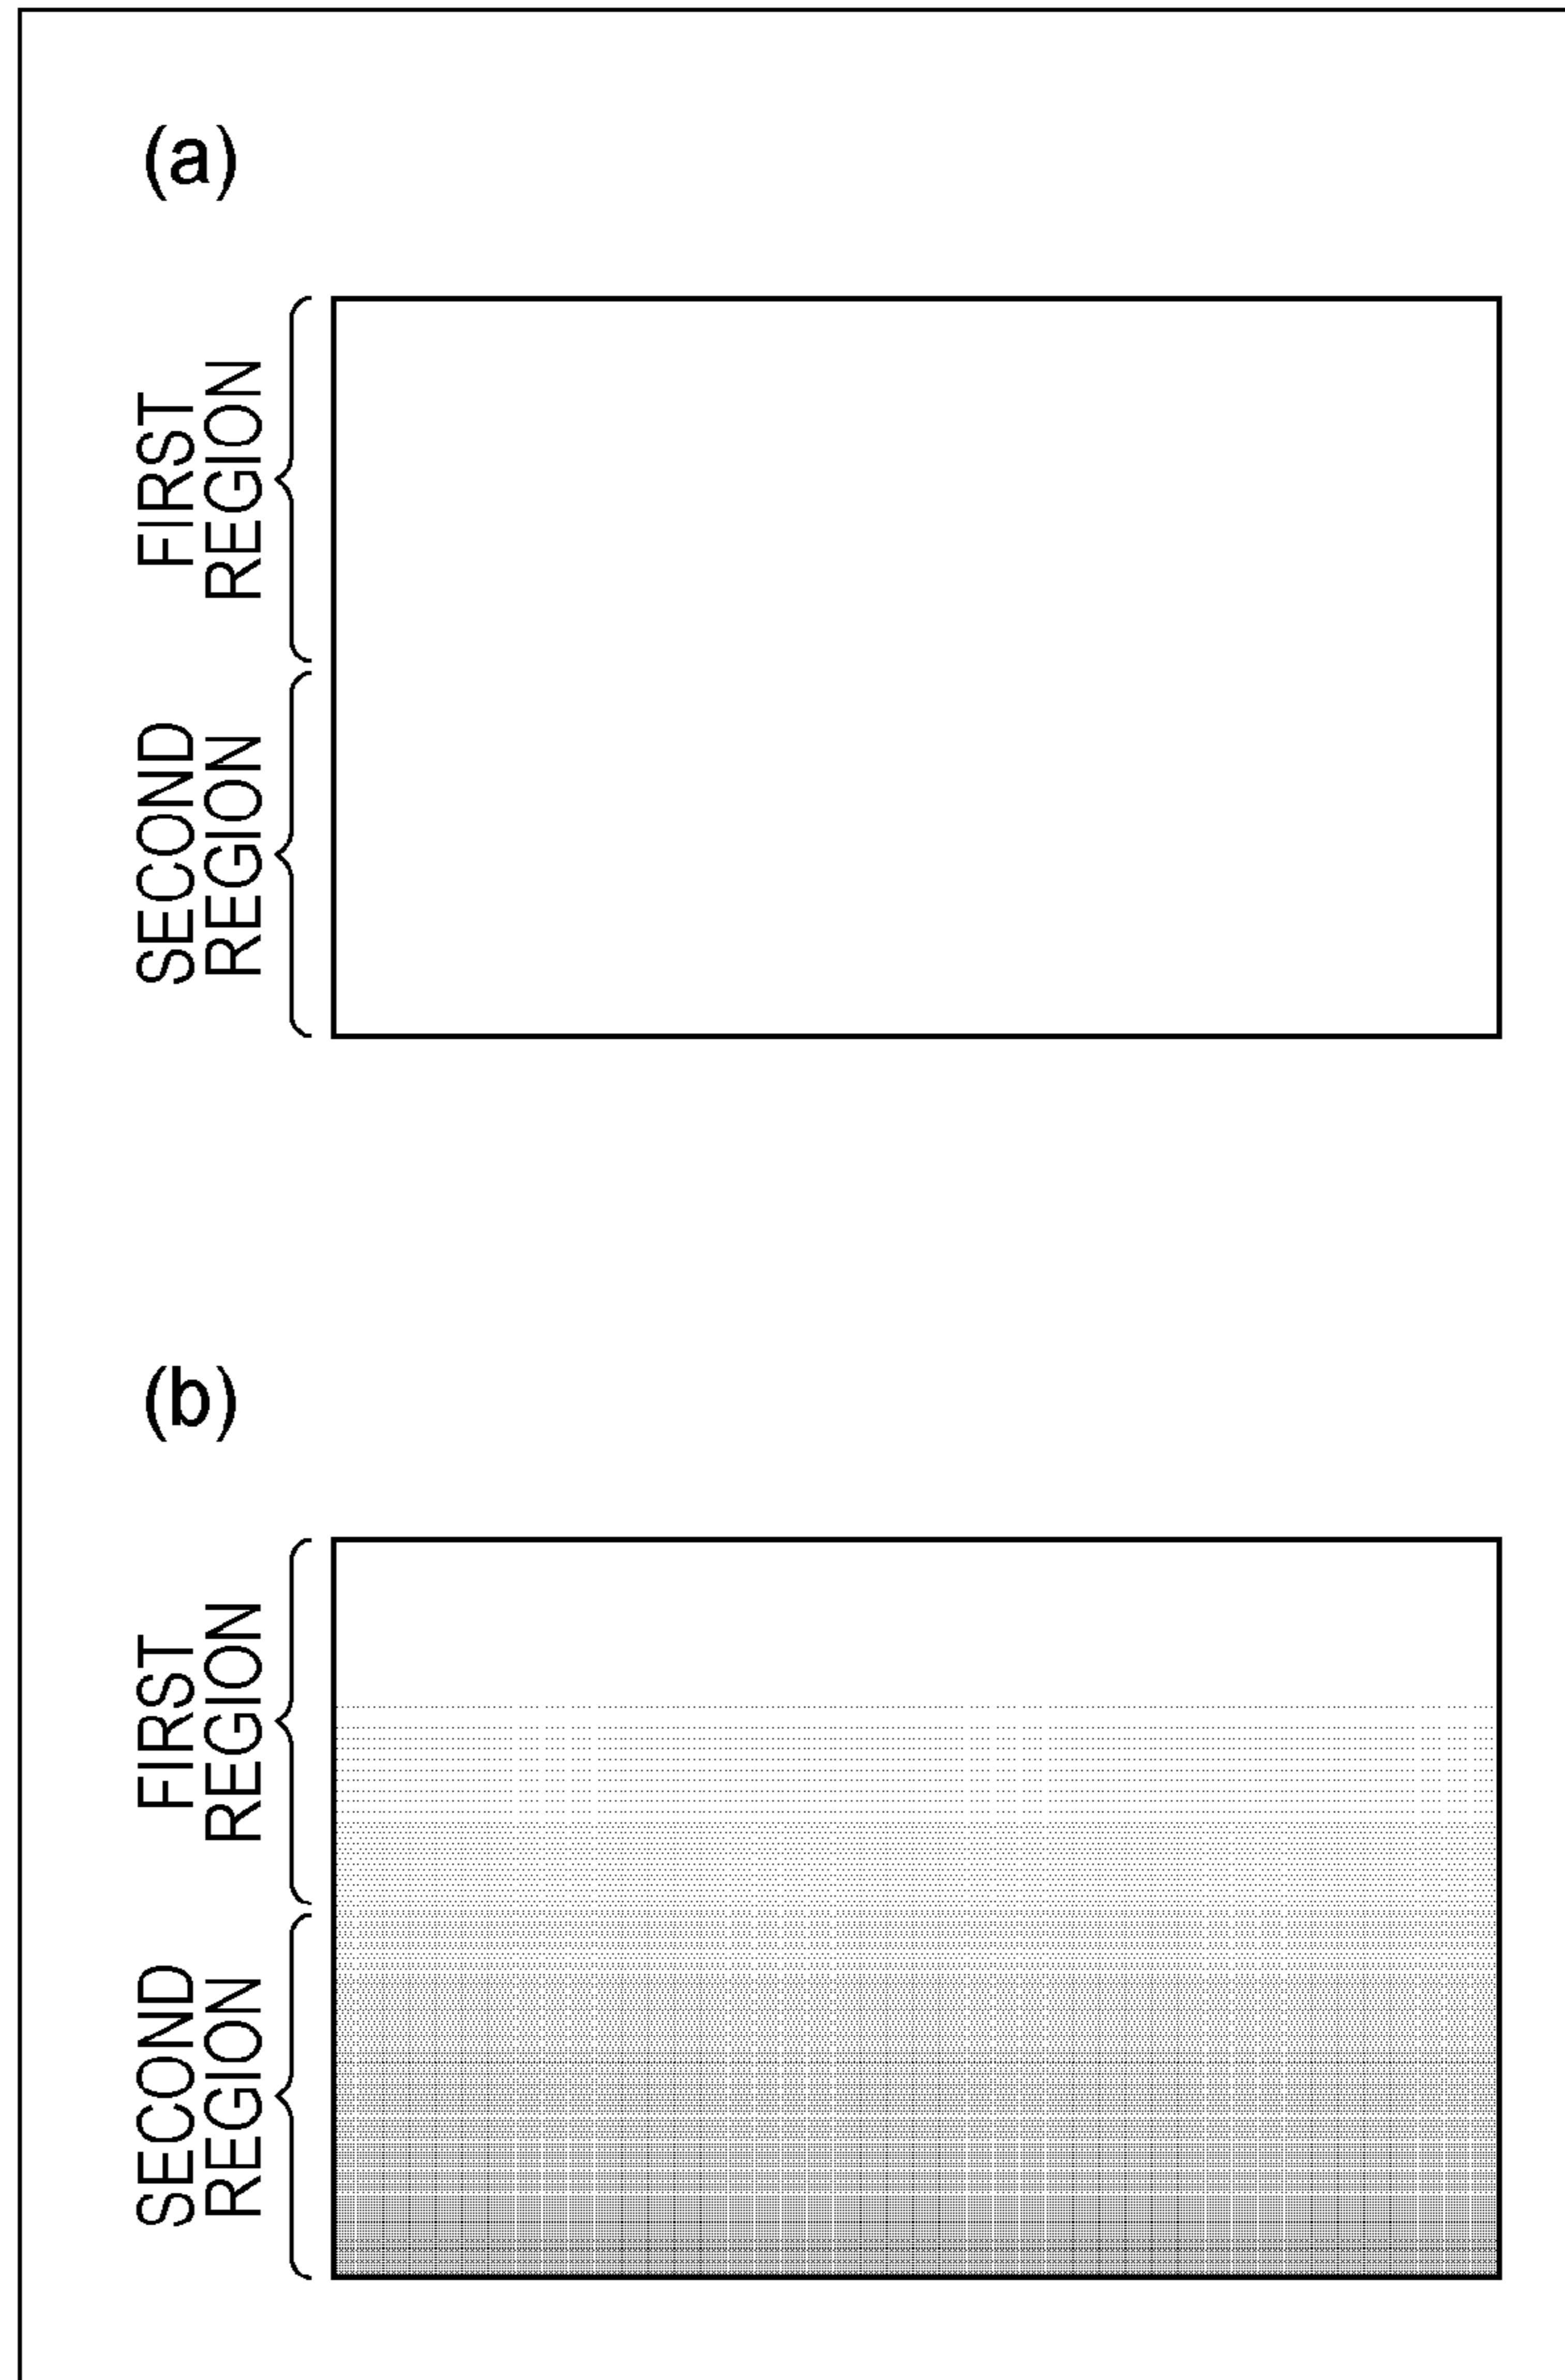 (a)
FIRST
REGION
SECOND
REGION
(b)
FIRST
REGION
SECOND
REGION